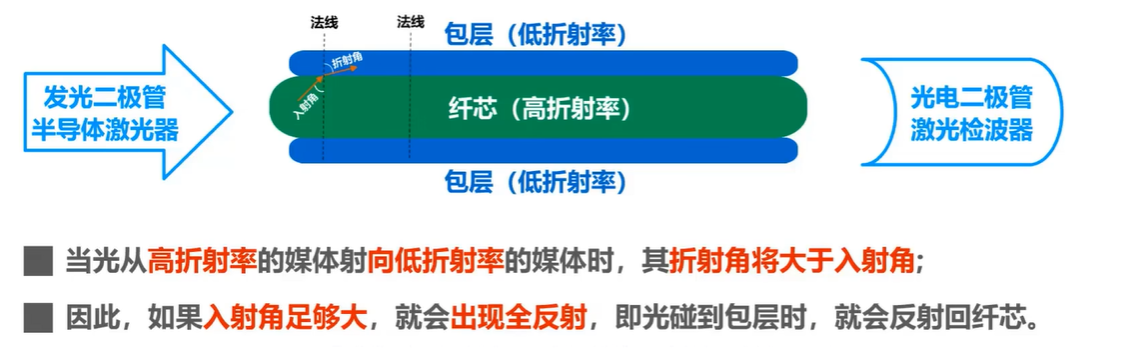 法线
法线
包层（低折射率）
折射角
入射角
发光二极管
半导体激光器
纤芯（高折射率）
光电二极管
激光检波器
包层（低折射率）
当光从高折射率的媒体射向低折射率的媒体时，其折射角将大于入射角;
因此，如果入射角足够大，就会出现全反射，即光碰到包层时，就会反射回纤芯。